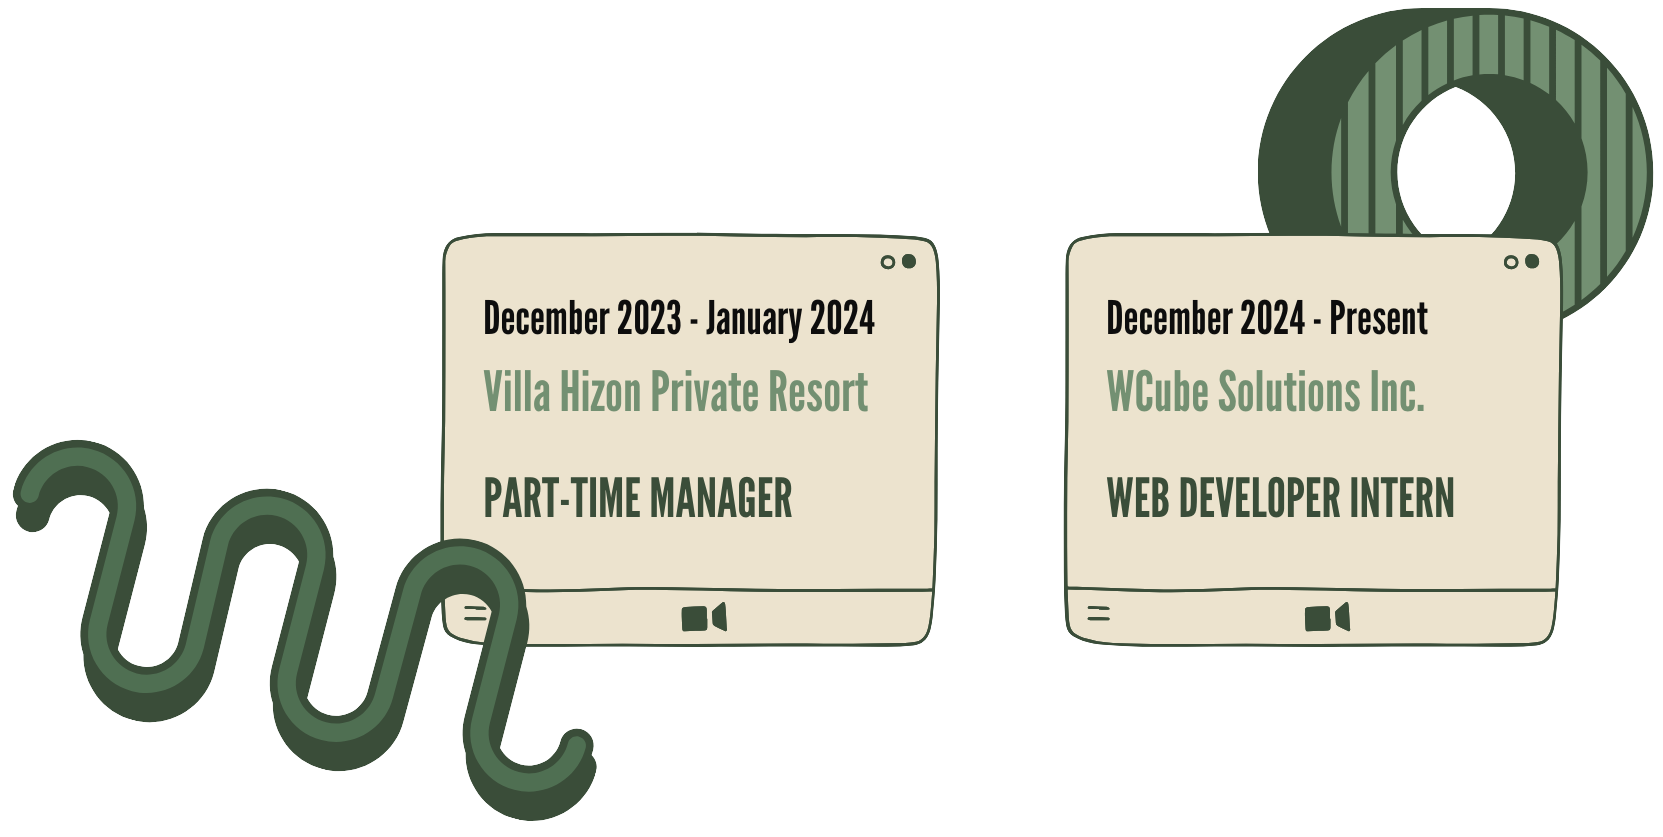 December 2023 - January 2024
Villa Hizon Private Resort
PART-TIME MANAGER
December 2024 - Present
WCube Solutions Inc.
WEB DEVELOPER INTERN